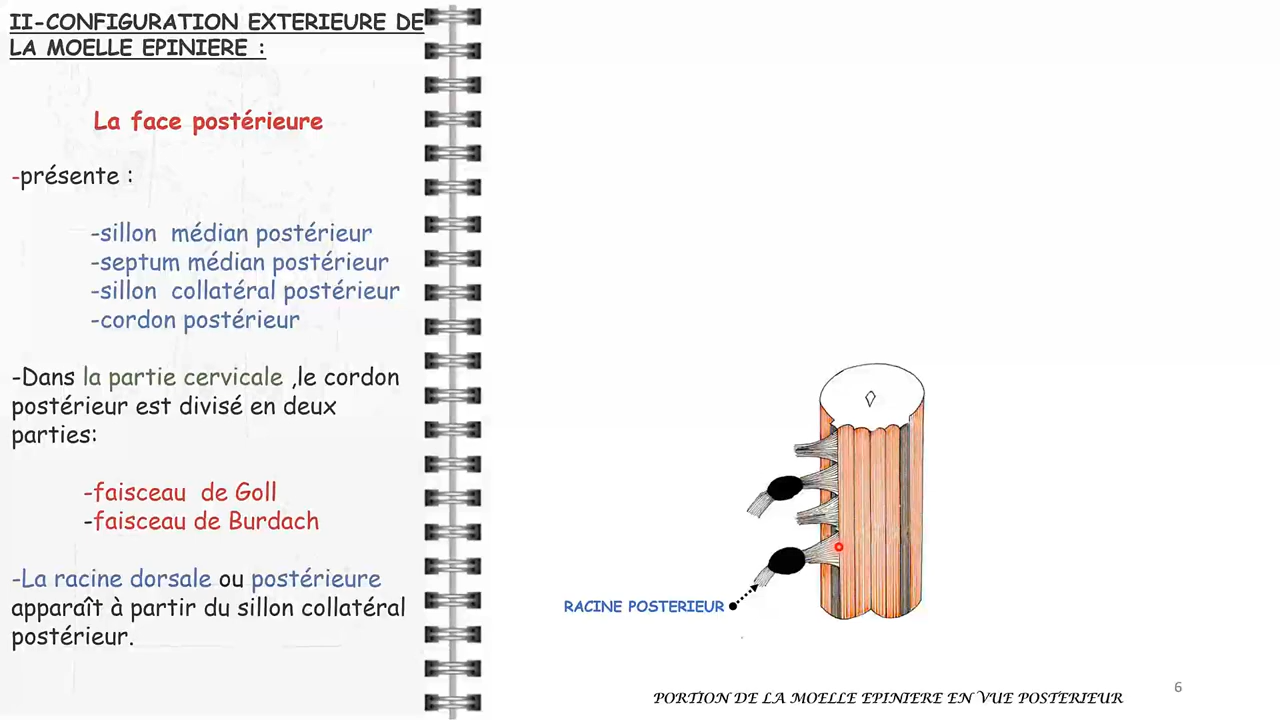 II-CONFIGURATION EXTERIEURE DE
LA MOELLE EPINIERE :
La face postérieure
-présente :
-sillon médian postérieur
-septum médian postérieur
-sillon collatéral postérieur
-cordon postérieur
-Dans la partie cervicale ,le cordon
postérieur est divisé en deux
parties:
-faisceau de Goll
-faisceau de Burdach
-La racine dorsale ou postérieure
apparaît à partir du sillon collatéral
postérieur.
RACINE POSTERIEUR
PORTION DE LA MOELLE EPINIERE EN VUE POSTERIEUR
6